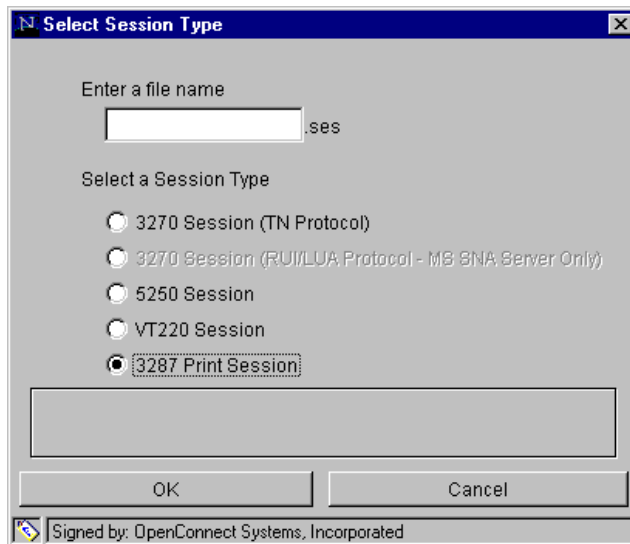 Select Session Type
Enter a file name
.ses
Select a Session Type
3270 Session (TN Protocol)
3270 Session (RUI/LUA Protocol - MS SNA Server Only)
5250 Session
VT220 Session
3287 Print Session
OK Cancel
Signed by: OpenConnect Systems, Incorporated